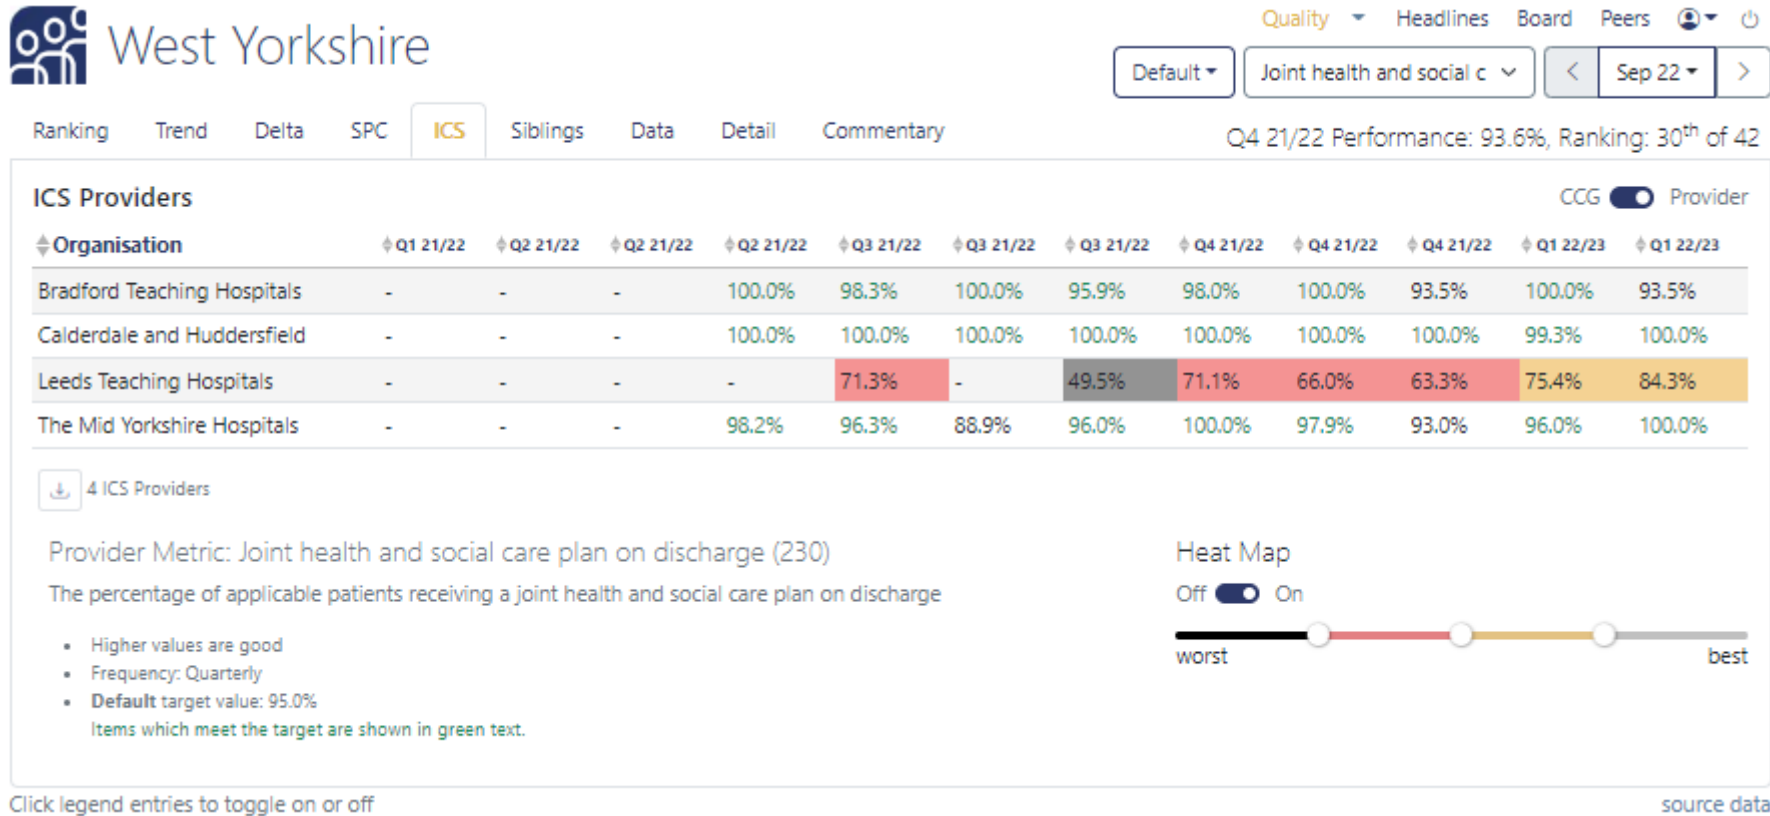 West Yorkshire
Quality Headlines Board Peers
Default Joint health and social c Sep 22
Ranking Trend Delta SPC ICS Siblings Data Detail Commentary
Q4 21/22 Performance: 93.6%, Ranking: 30th of 42
ICS Providers
CCG Provider
Organisation Q1 21/22 Q2 21/22 Q2 21/22 Q2 21/22 Q3 21/22 Q3 21/22 Q3 21/22 Q4 21/22 Q4 21/22 Q4 21/22 Q1 22/23 Q1 22/23
Bradford Teaching Hospitals - - - 100.0% 98.3% 100.0% 95.9% 98.0% 100.0% 93.5% 100.0% 93.5%
Calderdale and Huddersfield - - - 100.0% 100.0% 100.0% 100.0% 100.0% 100.0% 100.0% 99.3% 100.0%
Leeds Teaching Hospitals - - - - 71.3% - 49.5% 71.1% 66.0% 63.3% 75.4% 84.3%
The Mid Yorkshire Hospitals - - - 98.2% 96.3% 88.9% 96.0% 100.0% 97.9% 93.0% 96.0% 100.0%
4 ICS Providers
Provider Metric: Joint health and social care plan on discharge (230)
The percentage of applicable patients receiving a joint health and social care plan on discharge
• Higher values are good
• Frequency: Quarterly
• Default target value: 95.0%
Items which meet the target are shown in green text.
Heat Map
Off On
worst best
Click legend entries to toggle on or off
source data